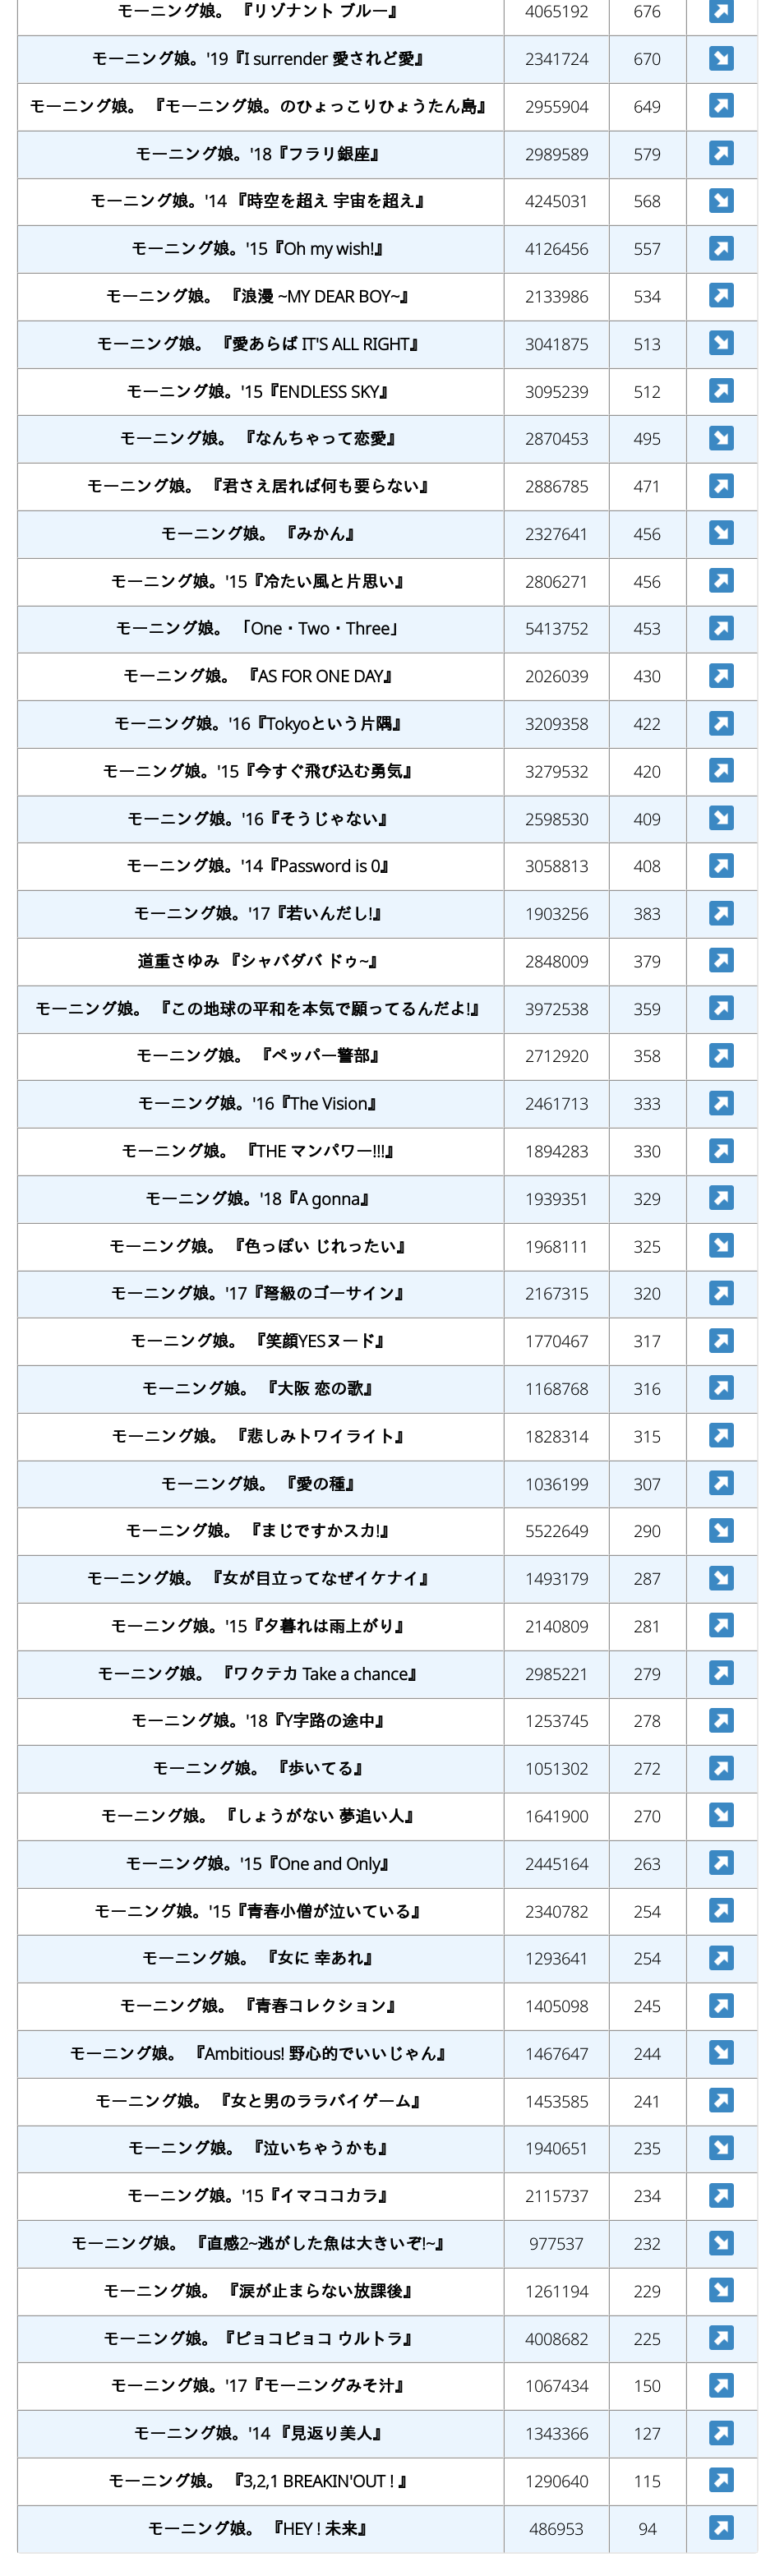 モーニング娘。 『リゾナント ブルー』 4065192 676 ↗
モーニング娘。'19『I surrender 愛されど愛』 2341724 670 ↘
モーニング娘。 『モーニング娘。のひょっこりひょうたん島』 2955904 649 ↗
モーニング娘。'18『フラリ銀座』 2989589 579 ↗
モーニング娘。'14 『時空を超え 宇宙を超え』 4245031 568 ↘
モーニング娘。'15『Oh my wish!』 4126456 557 ↗
モーニング娘。 『浪漫 ~MY DEAR BOY~』 2133986 534 ↗
モーニング娘。 『愛あらば IT'S ALL RIGHT』 3041875 513 ↘
モーニング娘。'15『ENDLESS SKY』 3095239 512 ↗
モーニング娘。 『なんちゃって恋愛』 2870453 495 ↘
モーニング娘。 『君さえ居れば何も要らない』 2886785 471 ↗
モーニング娘。 『みかん』 2327641 456 ↘
モーニング娘。'15『冷たい風と片思い』 2806271 456 ↗
モーニング娘。 「One・Two・Three」 5413752 453 ↗
モーニング娘。 『AS FOR ONE DAY』 2026039 430 ↗
モーニング娘。'16『Tokyoという片隅』 3209358 422 ↗
モーニング娘。'15『今すぐ飛び込む勇気』 3279532 420 ↗
モーニング娘。'16『そうじゃない』 2598530 409 ↘
モーニング娘。'14『Password is 0』 3058813 408 ↗
モーニング娘。'17『若いんだし!』 1903256 383 ↗
道重さゆみ 『シャバダバ ドゥ~』 2848009 379 ↗
モーニング娘。 『この地球の平和を本気で願ってるんだよ!』 3972538 359 ↗
モーニング娘。 『ペッパー警部』 2712920 358 ↗
モーニング娘。'16『The Vision』 2461713 333 ↗
モーニング娘。 『THE マンパワー!!!』 1894283 330 ↗
モーニング娘。'18『A gonna』 1939351 329 ↗
モーニング娘。 『色っぽい じれったい』 1968111 325 ↘
モーニング娘。'17『弩級のゴーサイン』 2167315 320 ↗
モーニング娘。 『笑顔YESヌード』 1770467 317 ↗
モーニング娘。 『大阪 恋の歌』 1168768 316 ↗
モーニング娘。 『悲しみトワイライト』 1828314 315 ↗
モーニング娘。 『愛の種』 1036199 307 ↗
モーニング娘。 『まじですかスカ!』 5522649 290 ↘
モーニング娘。 『女が目立ってなぜイケナイ』 1493179 287 ↘
モーニング娘。'15『夕暮れは雨上がり』 2140809 281 ↗
モーニング娘。 『ワクテカ Take a chance』 2985221 279 ↗
モーニング娘。'18『Y字路の途中』 1253745 278 ↗
モーニング娘。 『歩いてる』 1051302 272 ↗
モーニング娘。 『しょうがない 夢追い人』 1641900 270 ↘
モーニング娘。'15『One and Only』 2445164 263 ↗
モーニング娘。'15『青春小僧が泣いている』 2340782 254 ↗
モーニング娘。 『女に 幸あれ』 1293641 254 ↗
モーニング娘。 『青春コレクション』 1405098 245 ↗
モーニング娘。 『Ambitious! 野心的でいいじゃん』 1467647 244 ↘
モーニング娘。 『女と男のララバイゲーム』 1453585 241 ↗
モーニング娘。 『泣いちゃうかも』 1940651 235 ↘
モーニング娘。'15『イマココカラ』 2115737 234 ↗
モーニング娘。 『直感2~逃がした魚は大きいぞ!~』 977537 232 ↘
モーニング娘。 『涙が止まらない放課後』 1261194 229 ↘
モーニング娘。『ピョコピョコ ウルトラ』 4008682 225 ↗
モーニング娘。'17『モーニングみそ汁』 1067434 150 ↗
モーニング娘。'14 『見返り美人』 1343366 127 ↗
モーニング娘。 『3,2,1 BREAKIN'OUT ! 』 1290640 115 ↗
モーニング娘。 『HEY ! 未来』 486953 94 ↗